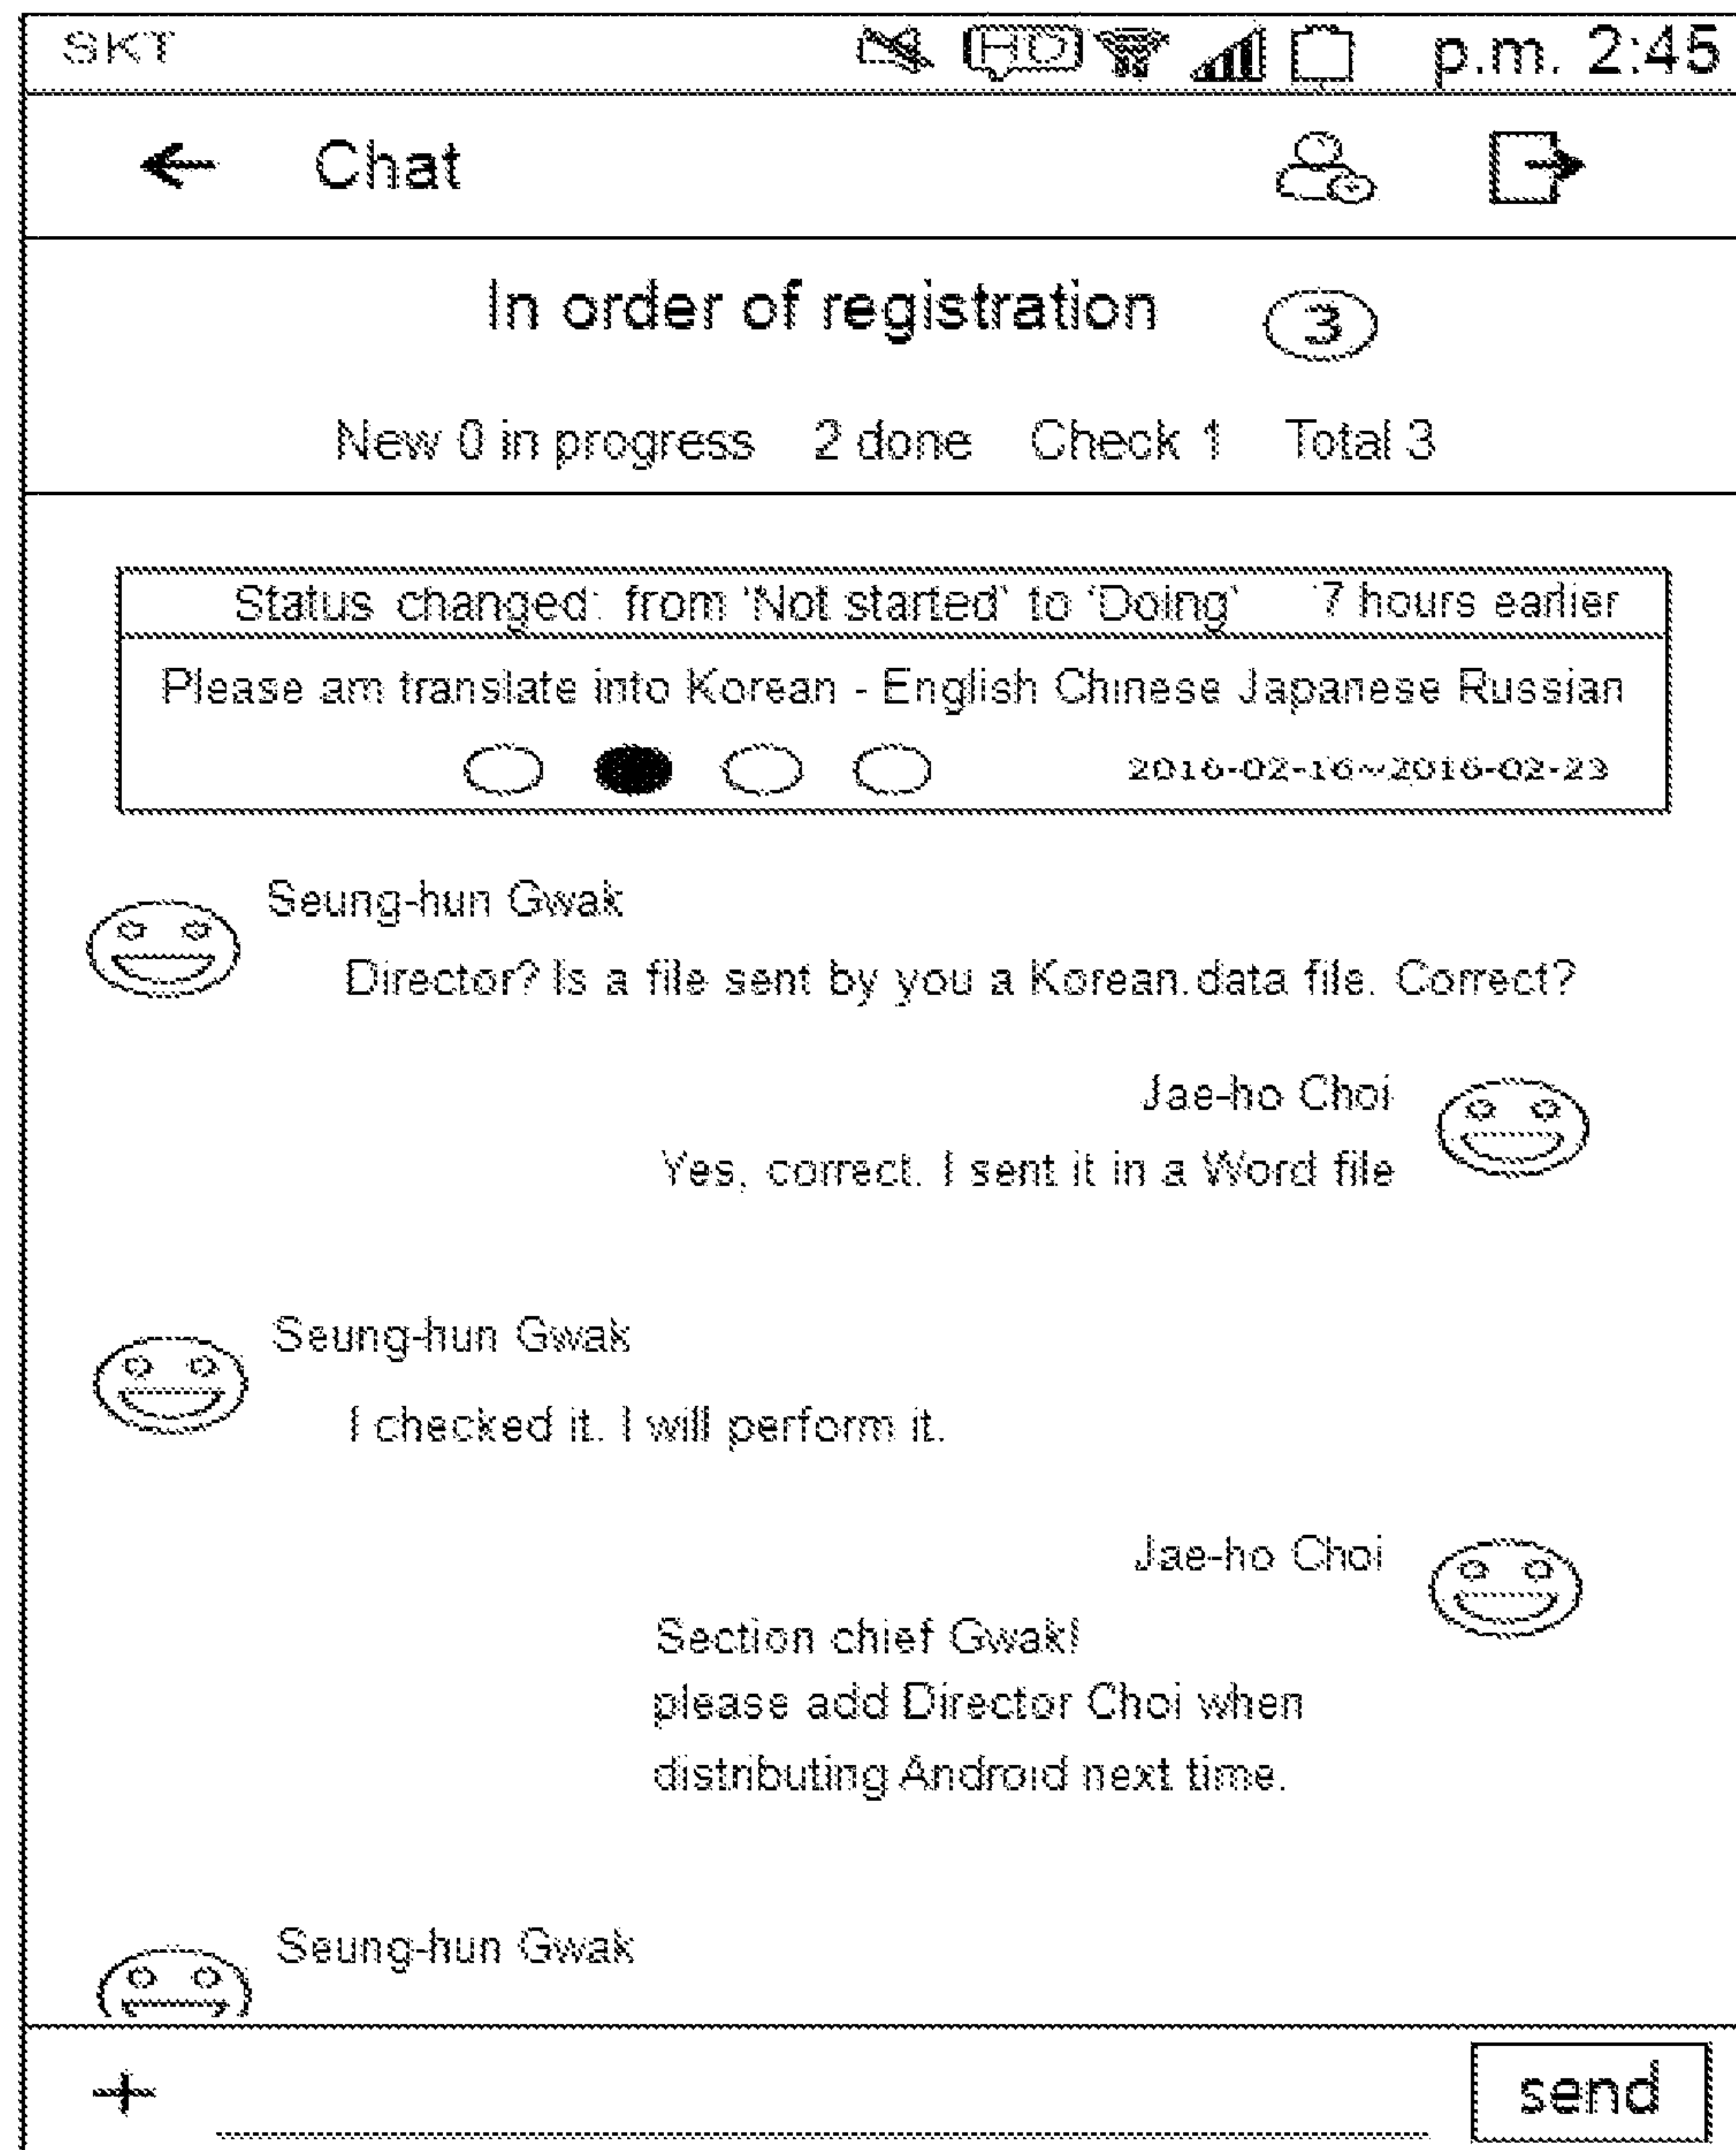 SKT HD p.m. 2:45
Chat
In order of registration 3
New 0 in progress 2 done Check 1 Total 3
Status changed: from 'Not started' to 'Doing' 7 hours earlier
Please am translate into Korean - English Chinese Japanese Russian
2016-02-16~2016-02-23
Seung-hun Gwak
Director? Is a file sent by you a Korean data file. Correct?
Jae-ho Choi
Yes, correct. I sent it in a Word file
Seung-hun Gwak
I checked it. I will perform it.
Jae-ho Choi
Section chief Gwak!
please add Director Choi when
distributing Android next time.
Seung-hun Gwak
send